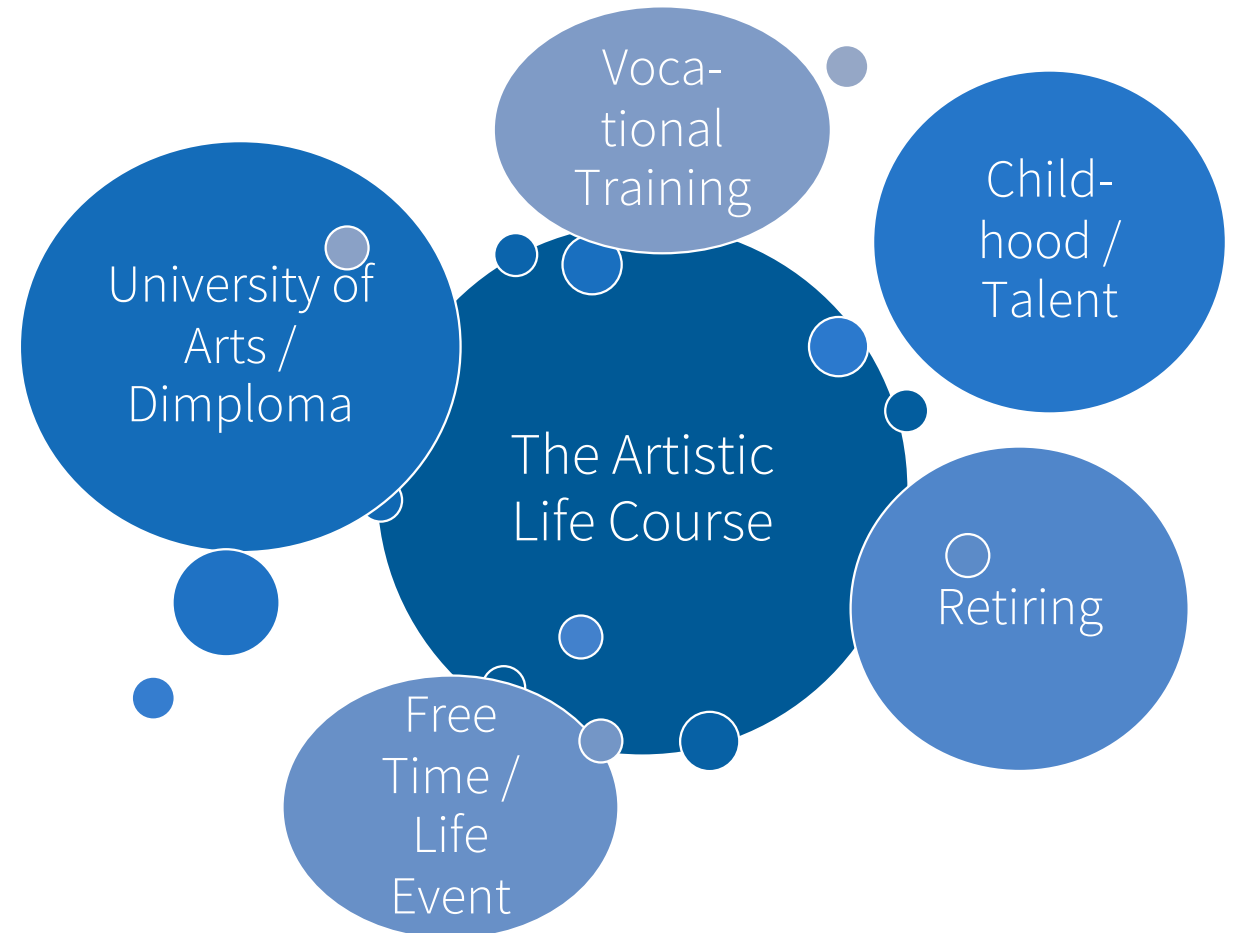 Voca-
tional
Training
Child-
hood /
Talent
University of
Arts /
Dimploma
The Artistic
Life Course
Retiring
Free
Time /
Life
Event